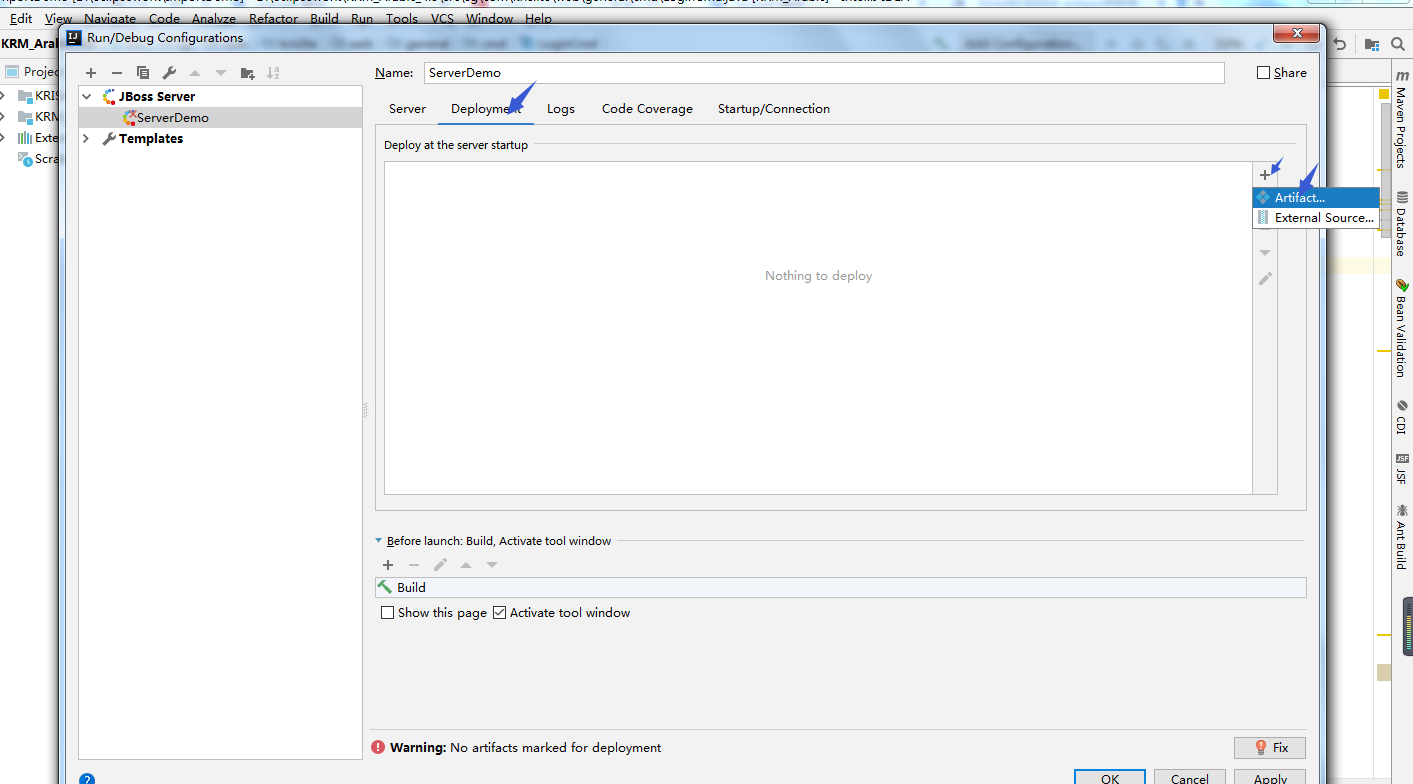 Edit View Navigate Code Analyze Refactor Build Run Tools VCS Window Help
KRM_Ara
Run/Debug Configurations
Projec
KRIS
KRM
Exte
Scra
Name: ServerDemo
Share
JBoss Server
ServerDemo
Templates
Server Deployment Logs Code Coverage Startup/Connection
Deploy at the server startup
Artifact...
External Source...
Nothing to deploy
Before launch: Build, Activate tool window
Build
Show this page Activate tool window
Warning: No artifacts marked for deployment
Fix
OK Cancel Apply
Maven Projects
Database
Bean Validation
CDI
JSF
JSF
Ant Build